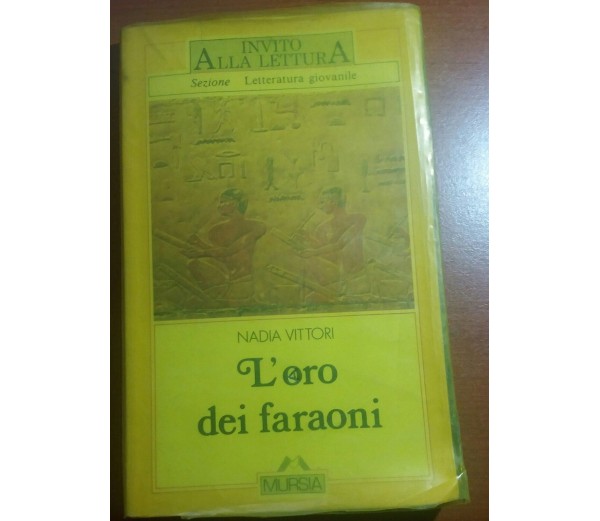 INVITO
ALLA LETTURA
Sezione Letteratura giovanile
NADIA VITTORI
L'oro
dei faraoni
MURSIA